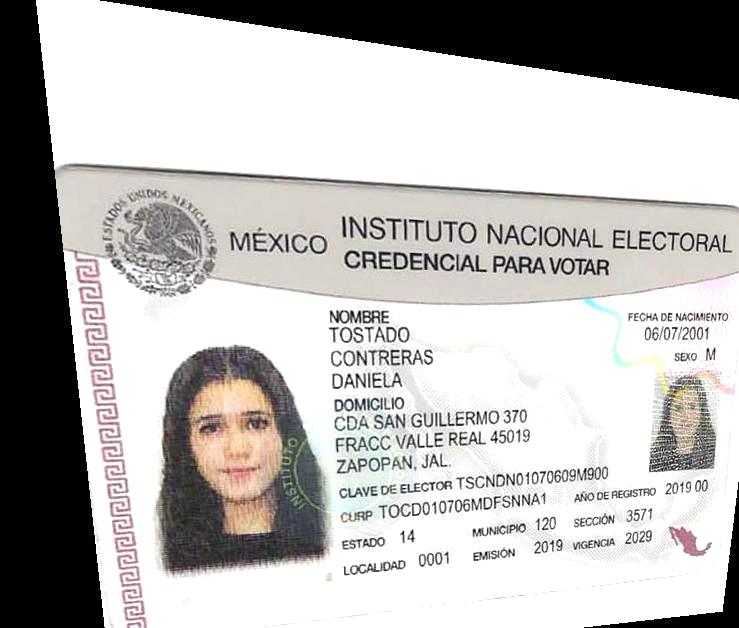 ESTADOS UNIDOS MEXICANOS
MÉXICO INSTITUTO NACIONAL ELECTORAL
CREDENCIAL PARA VOTAR
NOMBRE
TOSTADO
CONTRERAS
DANIELA
FECHA DE NACIMIENTO
06/07/2001
SEXO M
DOMICILIO
CDA SAN GUILLERMO 370
FRACC VALLE REAL 45019
ZAPOPAN, JAL.
CLAVE DE ELECTOR TSCNDN01070609M900
CURP TOCD010706MDFSNNA1 AÑO DE REGISTRO 2019 00
ESTADO 14 MUNICIPIO 120 SECCIÓN 3571
LOCALIDAD 0001 EMISIÓN 2019 VIGENCIA 2029
INSTITUTO